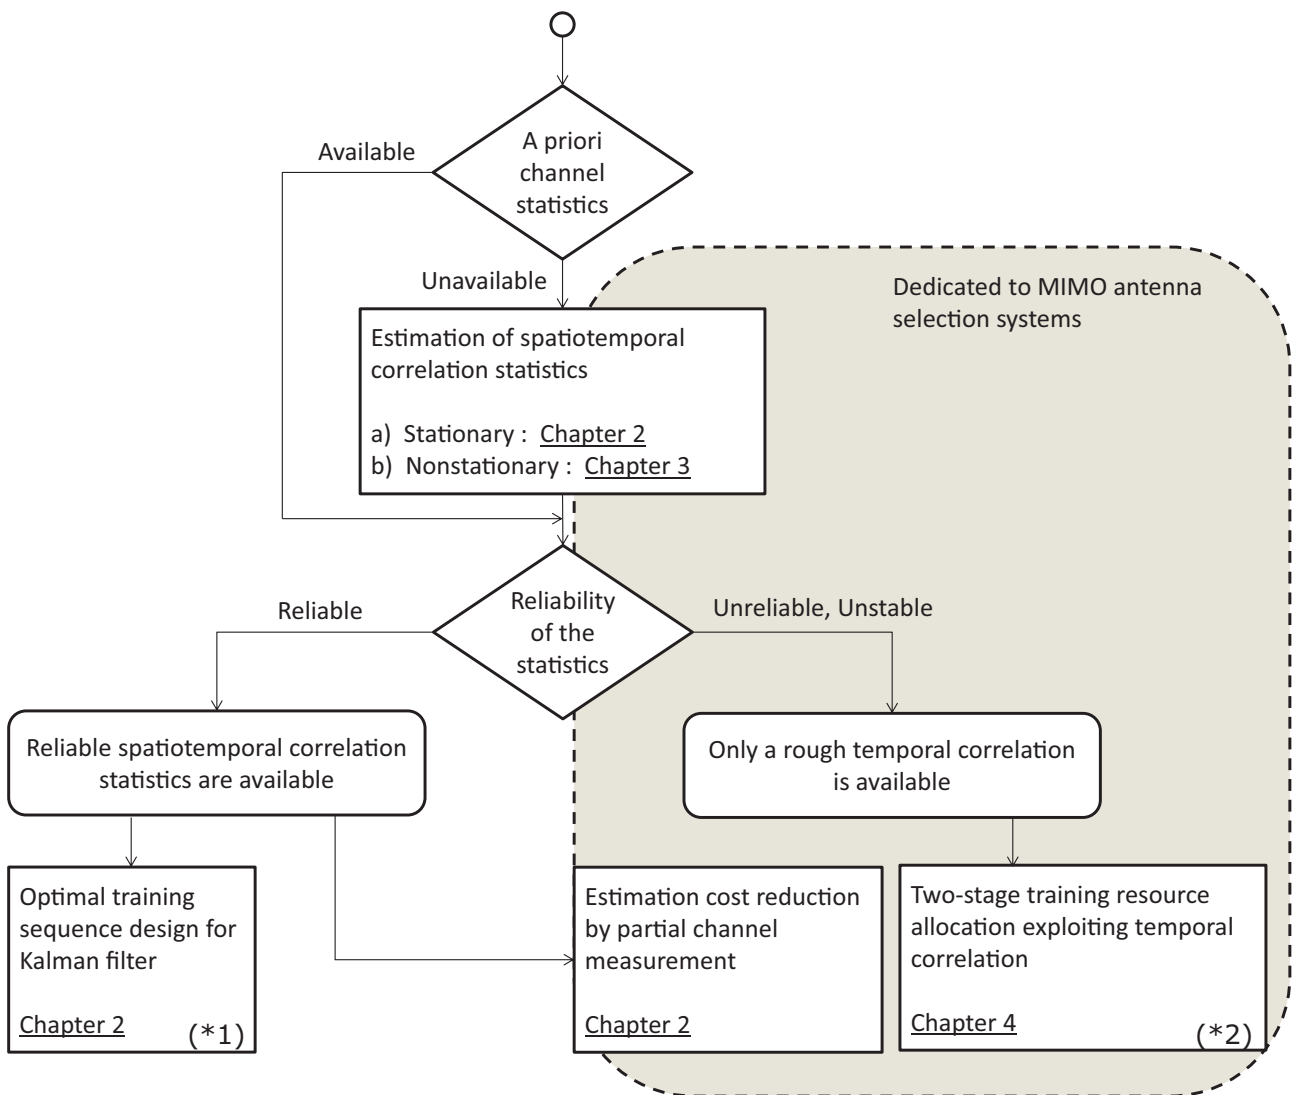 A priori
channel
statistics
Available
Unavailable
Dedicated to MIMO antenna
selection systems
Estimation of spatiotemporal
correlation statistics
a) Stationary : Chapter 2
b) Nonstationary : Chapter 3
Reliability
of the
statistics
Reliable
Unreliable, Unstable
Reliable spatiotemporal correlation
statistics are available
Only a rough temporal correlation
is available
Optimal training
sequence design for
Kalman filter
Chapter 2
(*1)
Estimation cost reduction
by partial channel
measurement
Chapter 2
Two-stage training resource
allocation exploiting temporal
correlation
Chapter 4
(*2)